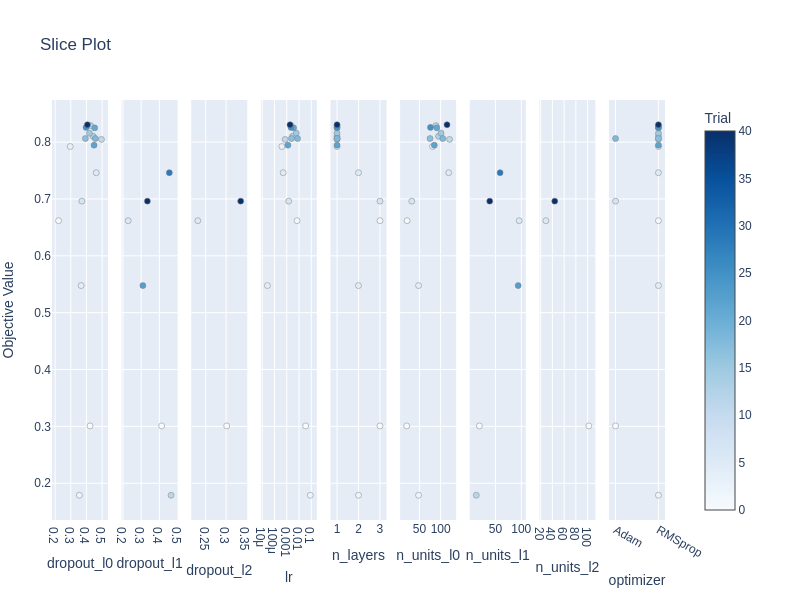 Slice Plot
Trial
Objective Value
0.8
0.7
0.6
0.5
0.4
0.3
0.2
0.2 0.3 0.4 0.5
dropout_l0
0.2 0.3 0.4 0.5
dropout_l1
0.25 0.3 0.35
dropout_l2
10μ 100μ 0.001 0.01 0.1
lr
1 2 3
n_layers
50 100
n_units_l0
50 100
n_units_l1
20 40 60 80 100
n_units_l2
Adam RMSprop
optimizer
40
35
30
25
20
15
10
5
0